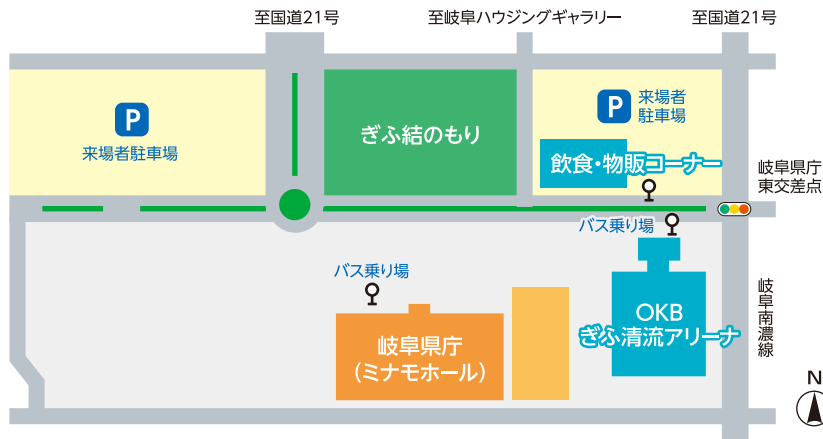 至国道21号
至岐阜ハウジングギャラリー
至国道21号
P
来場者駐車場
ぎふ結のもり
P
来場者
駐車場
飲食・物販コーナー
岐阜県庁
東交差点
バス乗り場
バス乗り場
岐阜県庁
(ミナモホール)
OKB
ぎふ清流アリーナ
岐阜南濃線
N